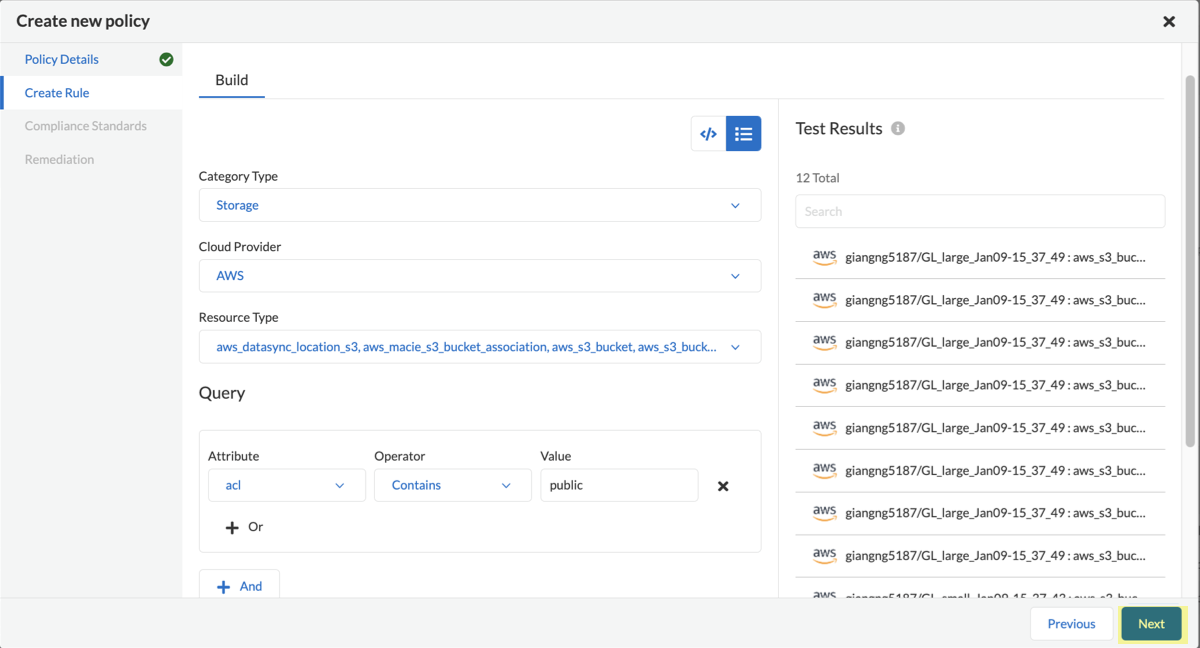 Create new policy
Policy Details
Create Rule
Compliance Standards
Remediation
Build
</>
Category Type
Storage
Cloud Provider
AWS
Resource Type
aws_datasync_location_s3, aws_macie_s3_bucket_association, aws_s3_bucket, aws_s3_buck...
Query
Attribute
Operator
Value
acl
Contains
public
+ Or
+ And
Test Results
12 Total
Search
aws giangng5187/GL_large_Jan09-15_37_49 : aws_s3_buc...
aws giangng5187/GL_large_Jan09-15_37_49 : aws_s3_buc...
aws giangng5187/GL_large_Jan09-15_37_49 : aws_s3_buc...
aws giangng5187/GL_large_Jan09-15_37_49 : aws_s3_buc...
aws giangng5187/GL_large_Jan09-15_37_49 : aws_s3_buc...
aws giangng5187/GL_large_Jan09-15_37_49 : aws_s3_buc...
aws giangng5187/GL_large_Jan09-15_37_49 : aws_s3_buc...
aws giangng5187/GL_large_Jan09-15_37_49 : aws_s3_buc...
Previous
Next